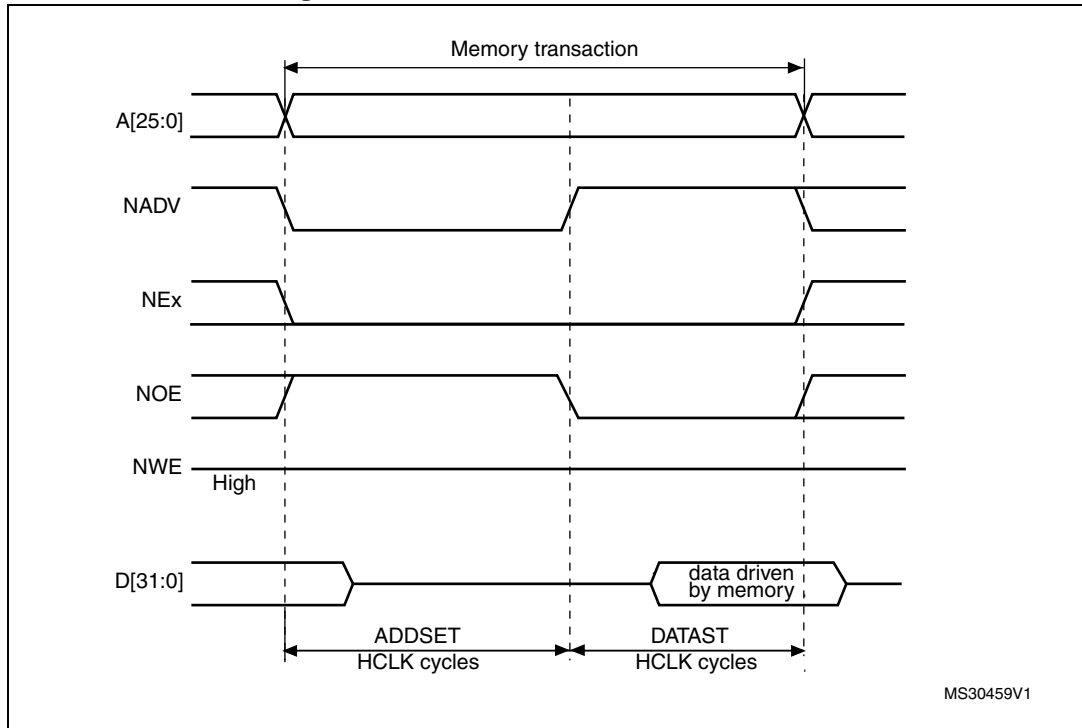 Memory transaction
A[25:0]
NADV
NEx
NOE
NWE
High
D[31:0]
data driven
by memory
ADDSET
HCLK cycles
DATAST
HCLK cycles
MS30459V1